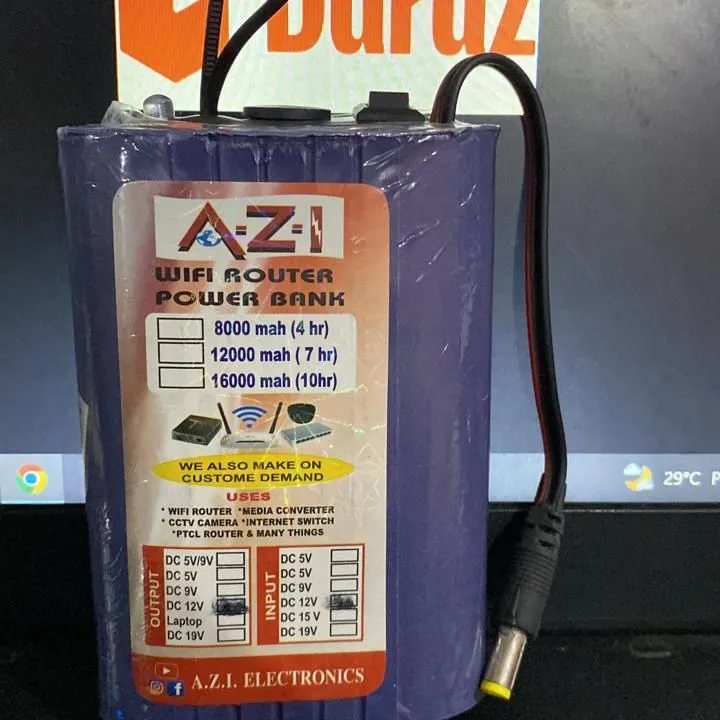 Daraz
A-Z-I
WIFI ROUTER
POWER BANK
8000 mah (4 hr)
12000 mah ( 7 hr)
16000 mah (10hr)
WE ALSO MAKE ON
CUSTOME DEMAND
USES
* WIFI ROUTER *MEDIA CONVERTER
* CCTV CAMERA *INTERNET SWITCH
*PTCL ROUTER & MANY THINGS
OUTPUT
DC 5V/9V
DC 5V
DC 9V
DC 12V
Laptop
DC 19V
INPUT
DC 5V
DC 5V
DC 9V
DC 12V
DC 15 V
DC 19V
A.Z.I. ELECTRONICS
29°C P